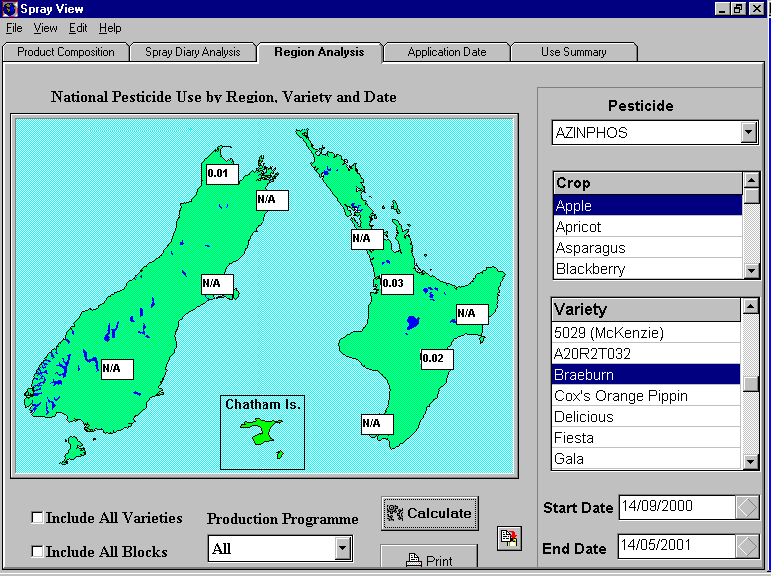 Spray View
File View Edit Help
Product Composition Spray Diary Analysis Region Analysis Application Date Use Summary
National Pesticide Use by Region, Variety and Date
0.01
N/A
N/A
N/A
N/A
0.03
N/A
0.02
N/A
Chatham Is.
Pesticide
AZINPHOS
Crop
Apple
Apricot
Asparagus
Blackberry
Variety
5029 (McKenzie)
A20R2T032
Braeburn
Cox's Orange Pippin
Delicious
Fiesta
Gala
Include All Varieties
Include All Blocks
Production Programme
All
Calculate
Print
Start Date 14/09/2000
End Date 14/05/2001